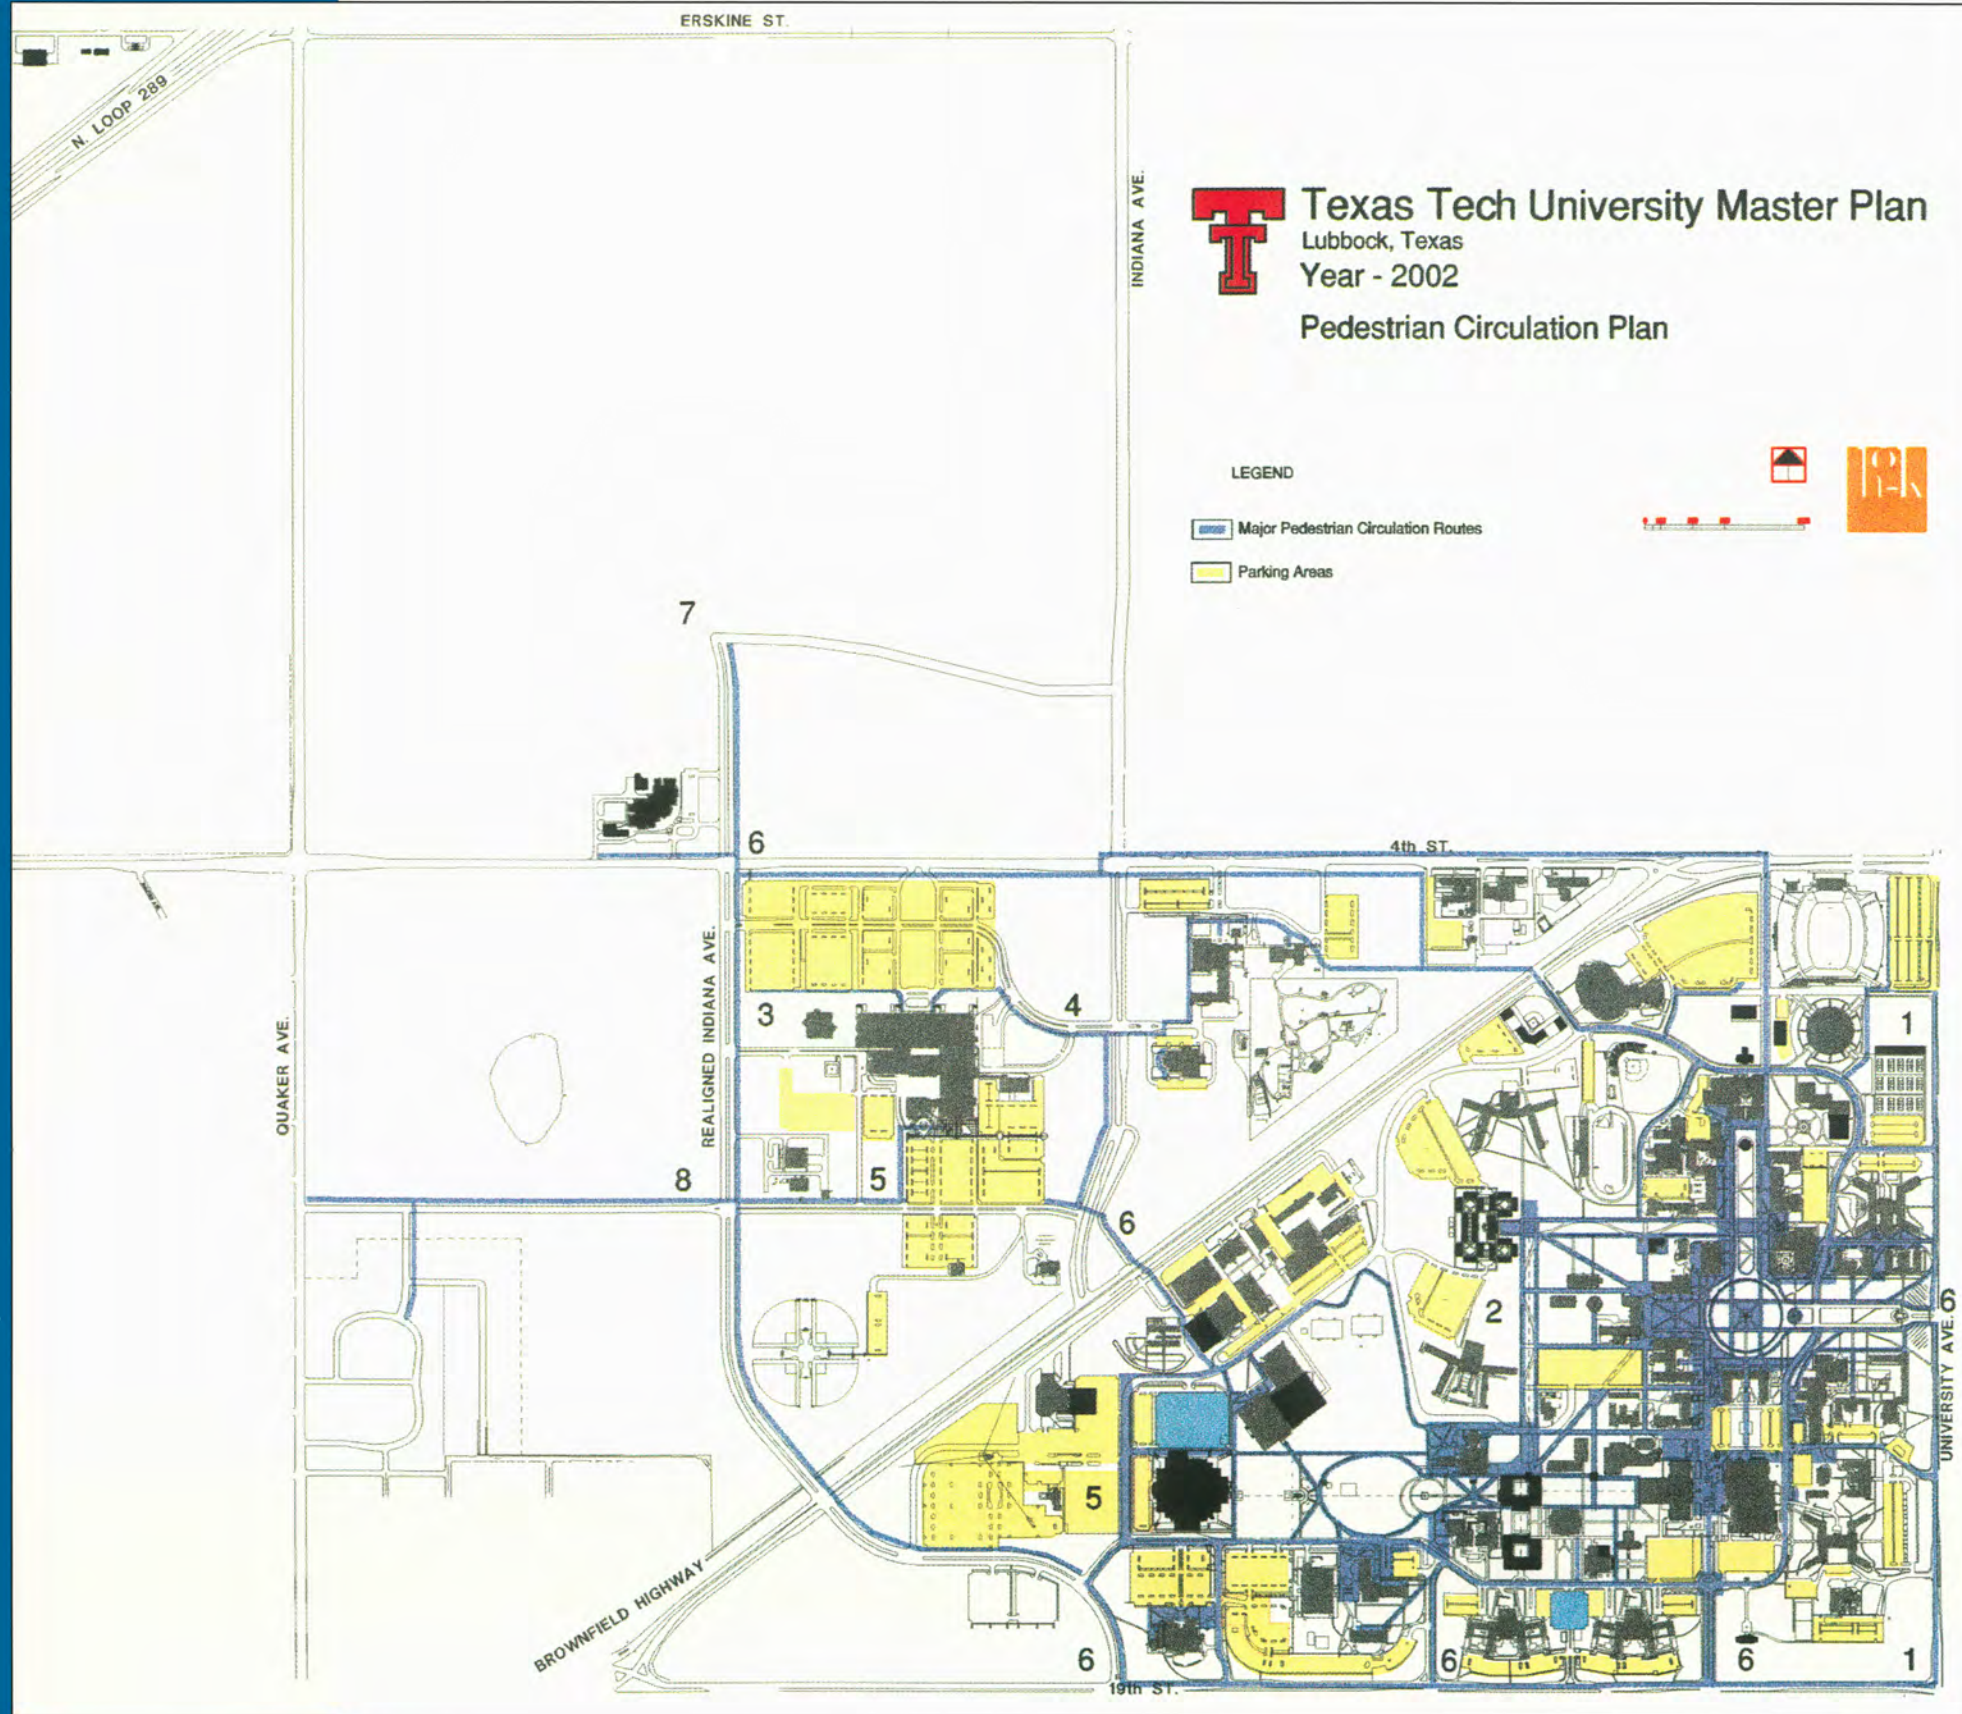 ERSKINE ST.
N. LOOP 289
INDIANA AVE.
Texas Tech University Master Plan
Lubbock, Texas
Year - 2002
Pedestrian Circulation Plan
LEGEND
Major Pedestrian Circulation Routes
Parking Areas
7
6
4th ST.
3
4
1
QUAKER AVE.
REALIGNED INDIANA AVE.
8
5
6
2
6
UNIVERSITY AVE.
5
BROWNFIELD HIGHWAY
6
6
6
1
19th ST.